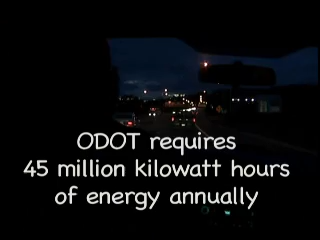 ODOT requires
45 million kilowatt hours
of energy annually